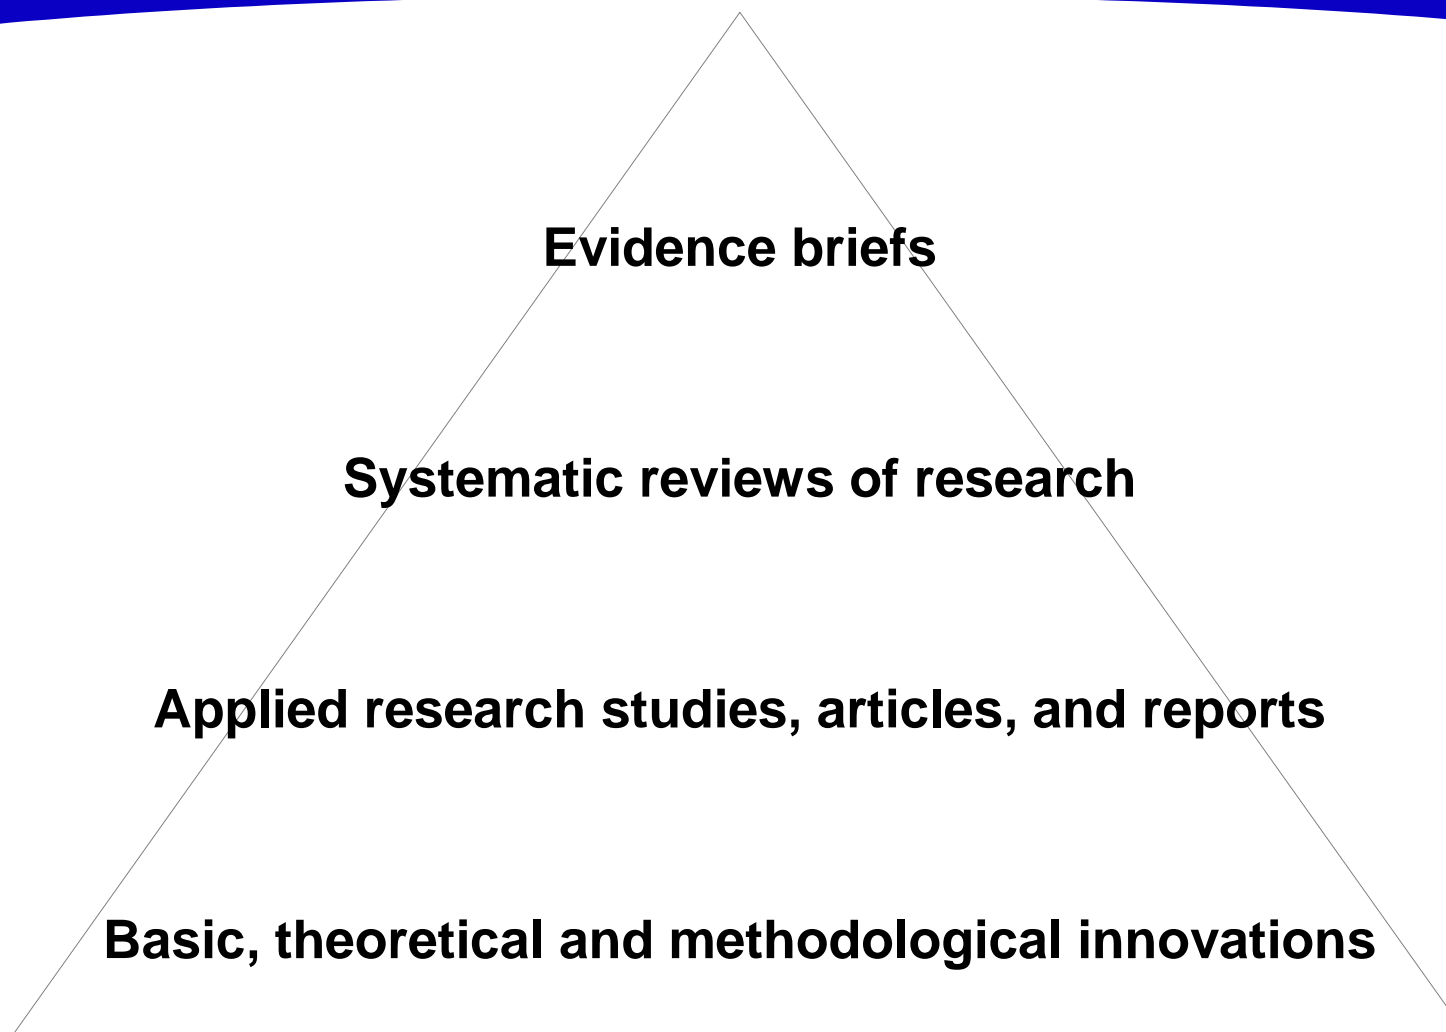 Evidence briefs
Systematic reviews of research
Applied research studies, articles, and reports
Basic, theoretical and methodological innovations